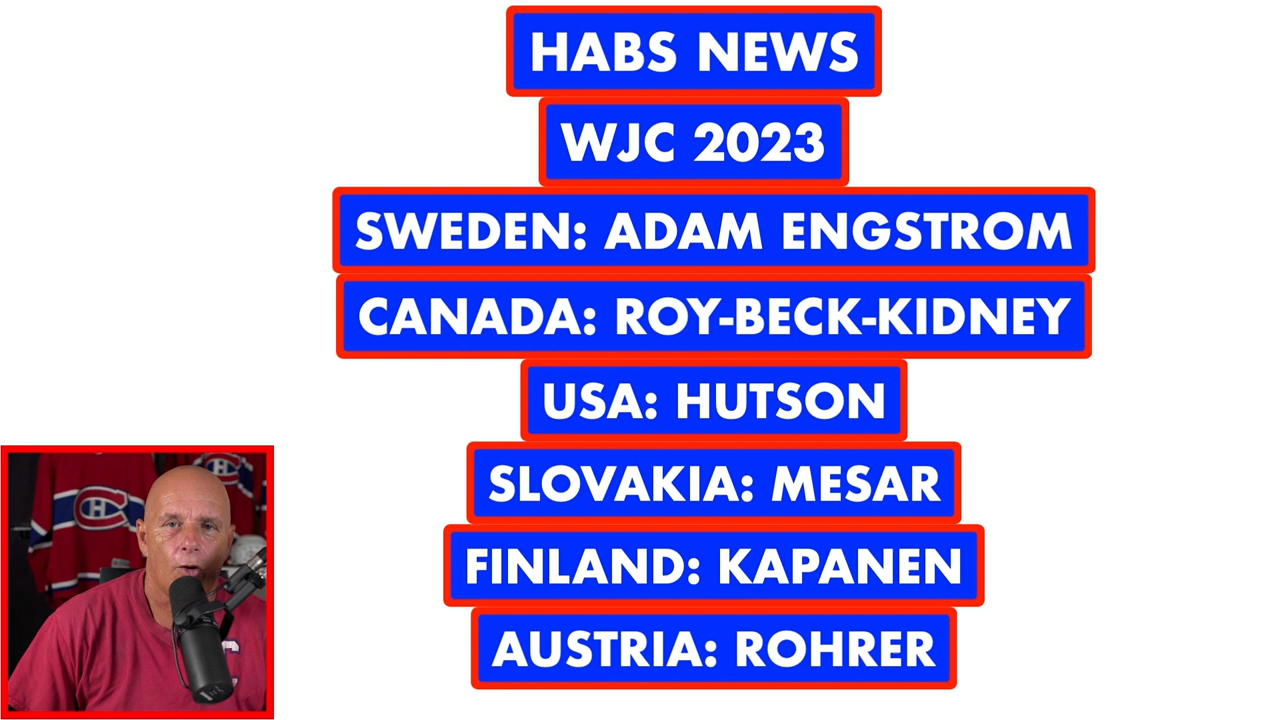 HABS NEWS
WJC 2023
SWEDEN: ADAM ENGSTROM
CANADA: ROY-BECK-KIDNEY
USA: HUTSON
SLOVAKIA: MESAR
FINLAND: KAPANEN
AUSTRIA: ROHRER